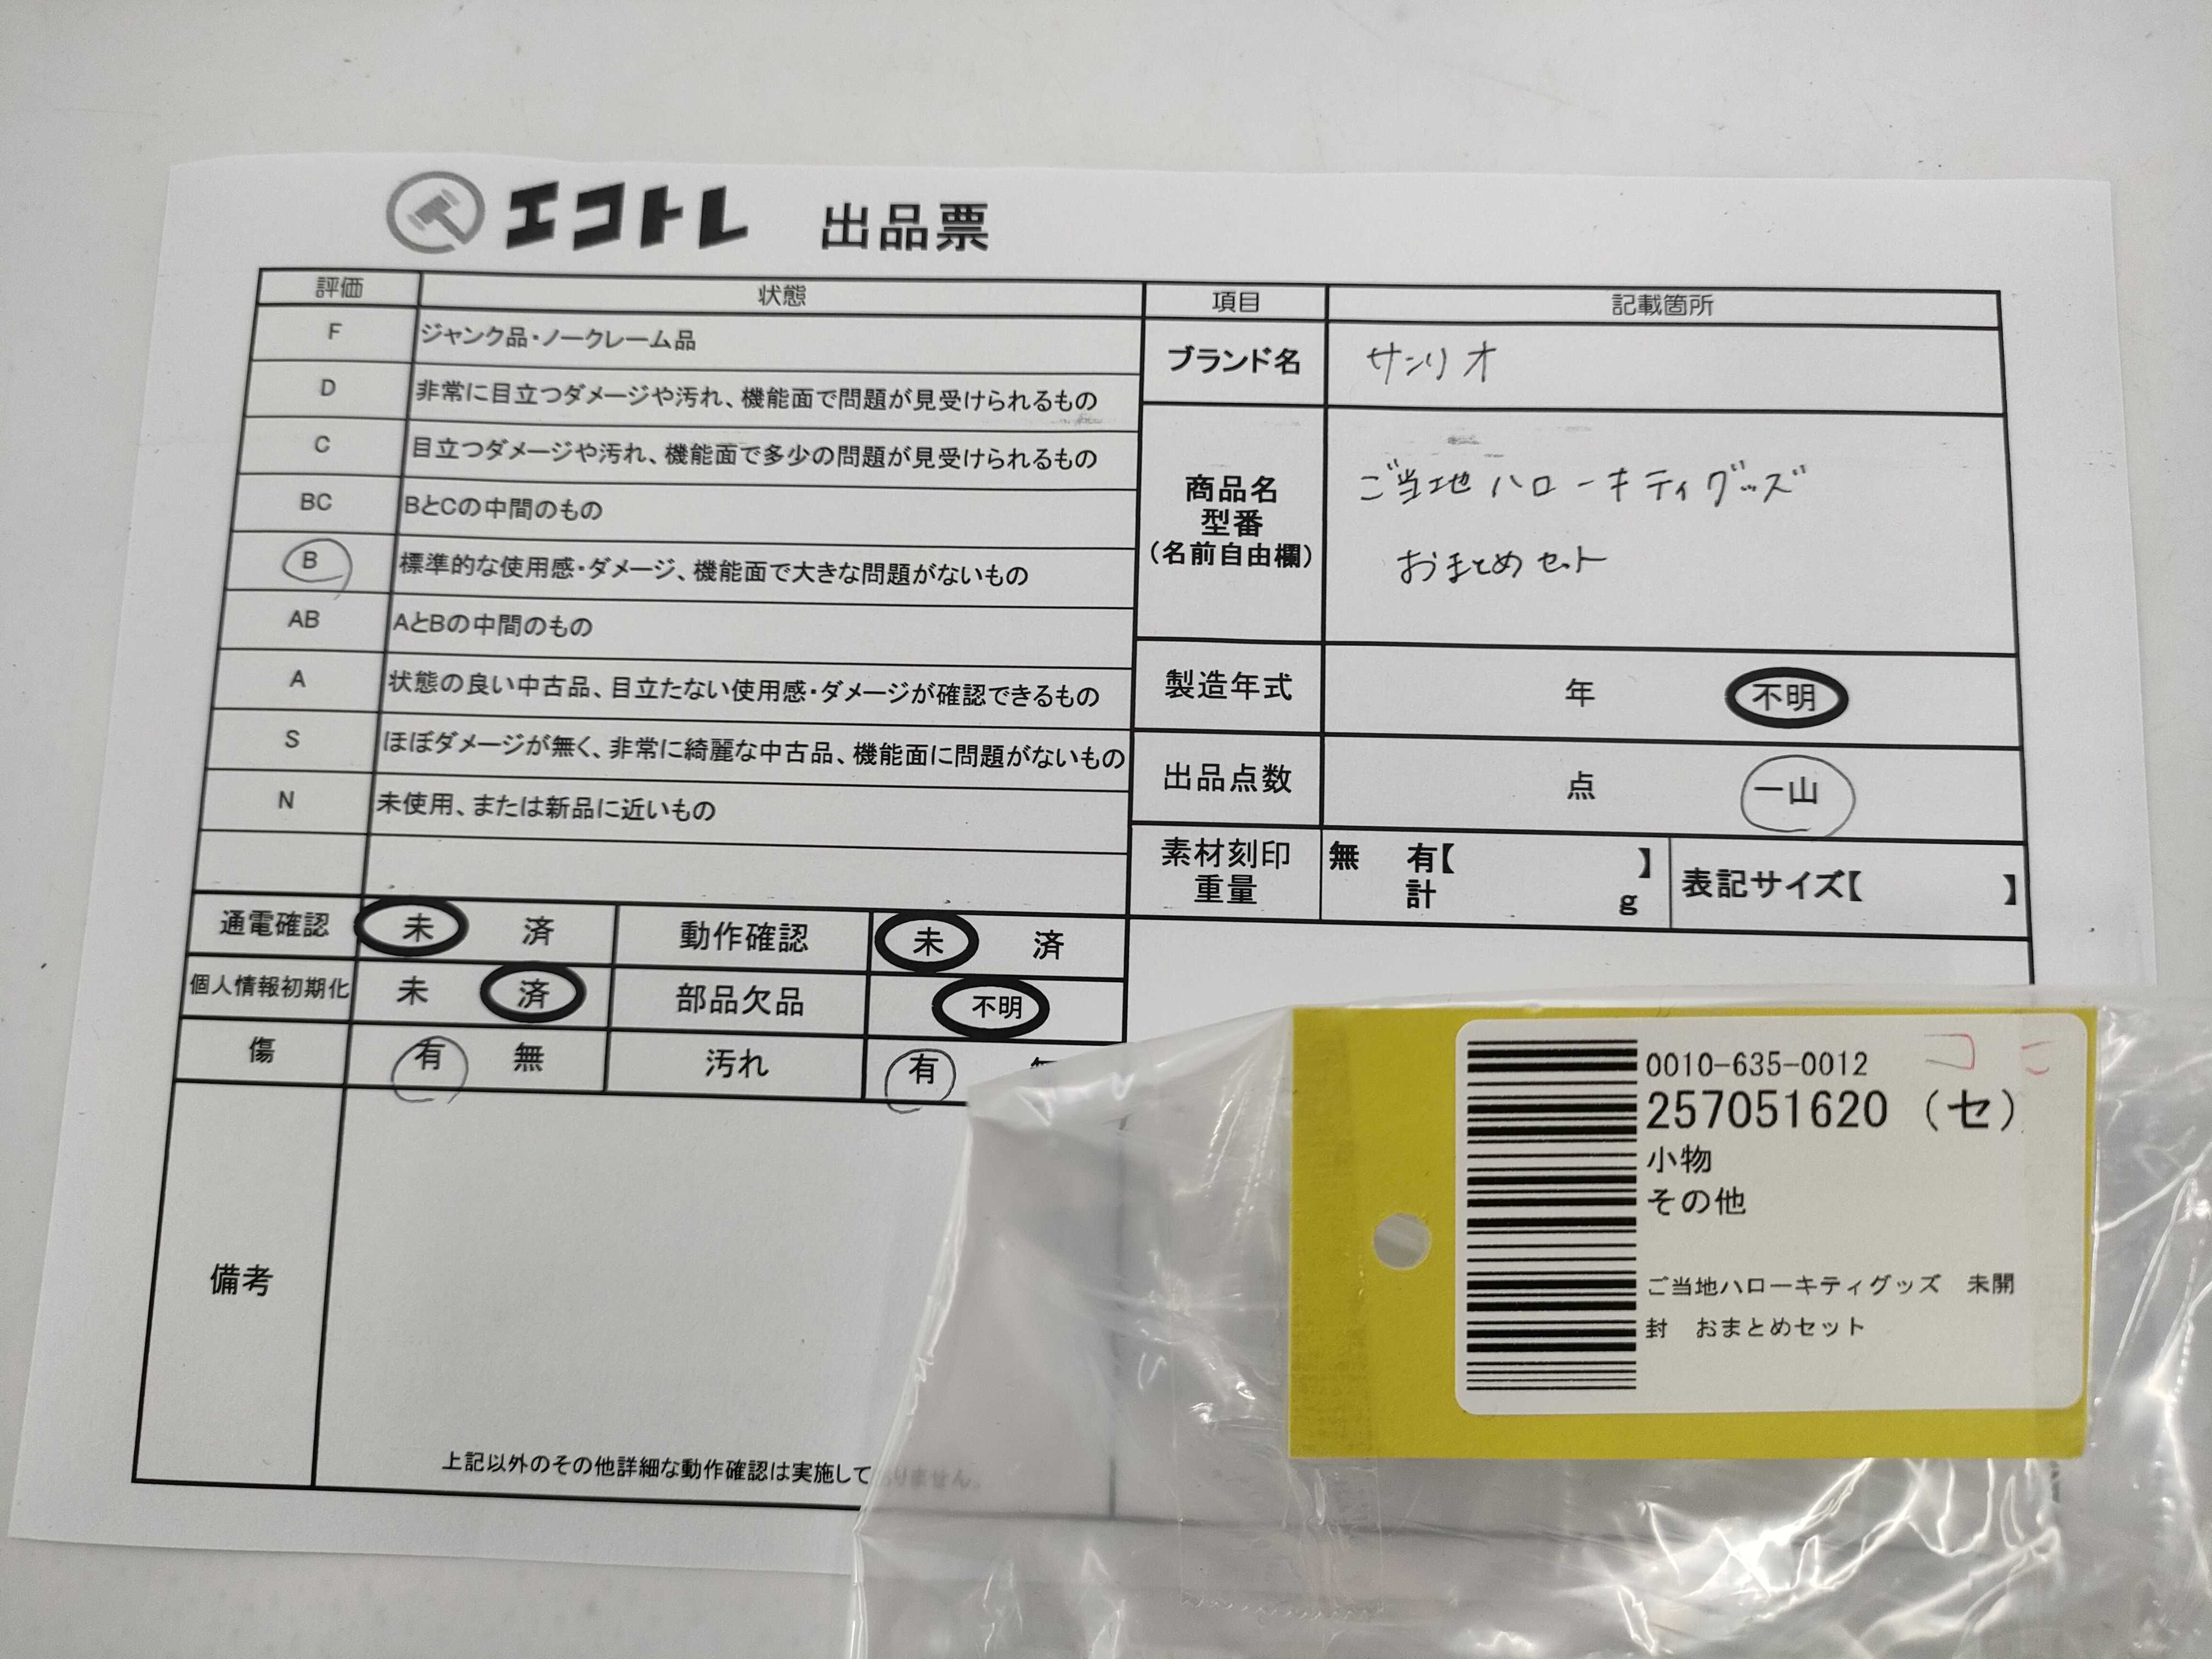 エコトレ 出品票
評価 状態 項目 記載箇所
F ジャンク品・ノークレーム品
D 非常に目立つダメージや汚れ、機能面で問題が見受けられるもの
C 目立つダメージや汚れ、機能面で多少の問題が見受けられるもの
BC BとCの中間のもの
B 標準的な使用感・ダメージ、機能面で大きな問題がないもの
AB AとBの中間のもの
A 状態の良い中古品、目立たない使用感・ダメージが確認できるもの
S ほぼダメージが無く、非常に綺麗な中古品、機能面に問題がないもの
N 未使用、または新品に近いもの
ブランド名 サンリオ
商品名
型番
(名前自由欄)
ご当地ハローキティグッズ
おまとめセット
製造年式 年 不明
出品点数 点 一山
素材刻印
重量
無 有【 】
計 g
表記サイズ【 】
通電確認 未 済 動作確認 未 済
個人情報初期化 未 済 部品欠品 不明
傷 有 無 汚れ 有
備考
上記以外のその他詳細な動作確認は実施しておりません。
0010-635-0012
257051620 (セ)
小物
その他
ご当地ハローキティグッズ 未開
封 おまとめセット